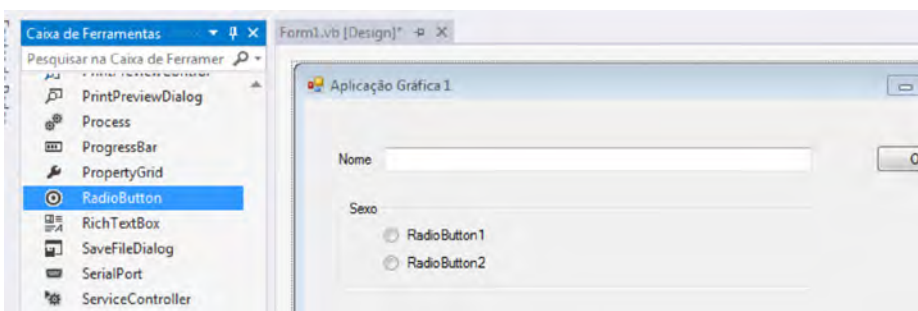 Caixa de Ferramentas
Pesquisar na Caixa de Ferramer
PrintPreviewDialog
Process
ProgressBar
PropertyGrid
RadioButton
RichTextBox
SaveFileDialog
SerialPort
ServiceController
Form1.vb [Design]*
Aplicação Gráfica 1
Nome
Sexo
RadioButton1
RadioButton2